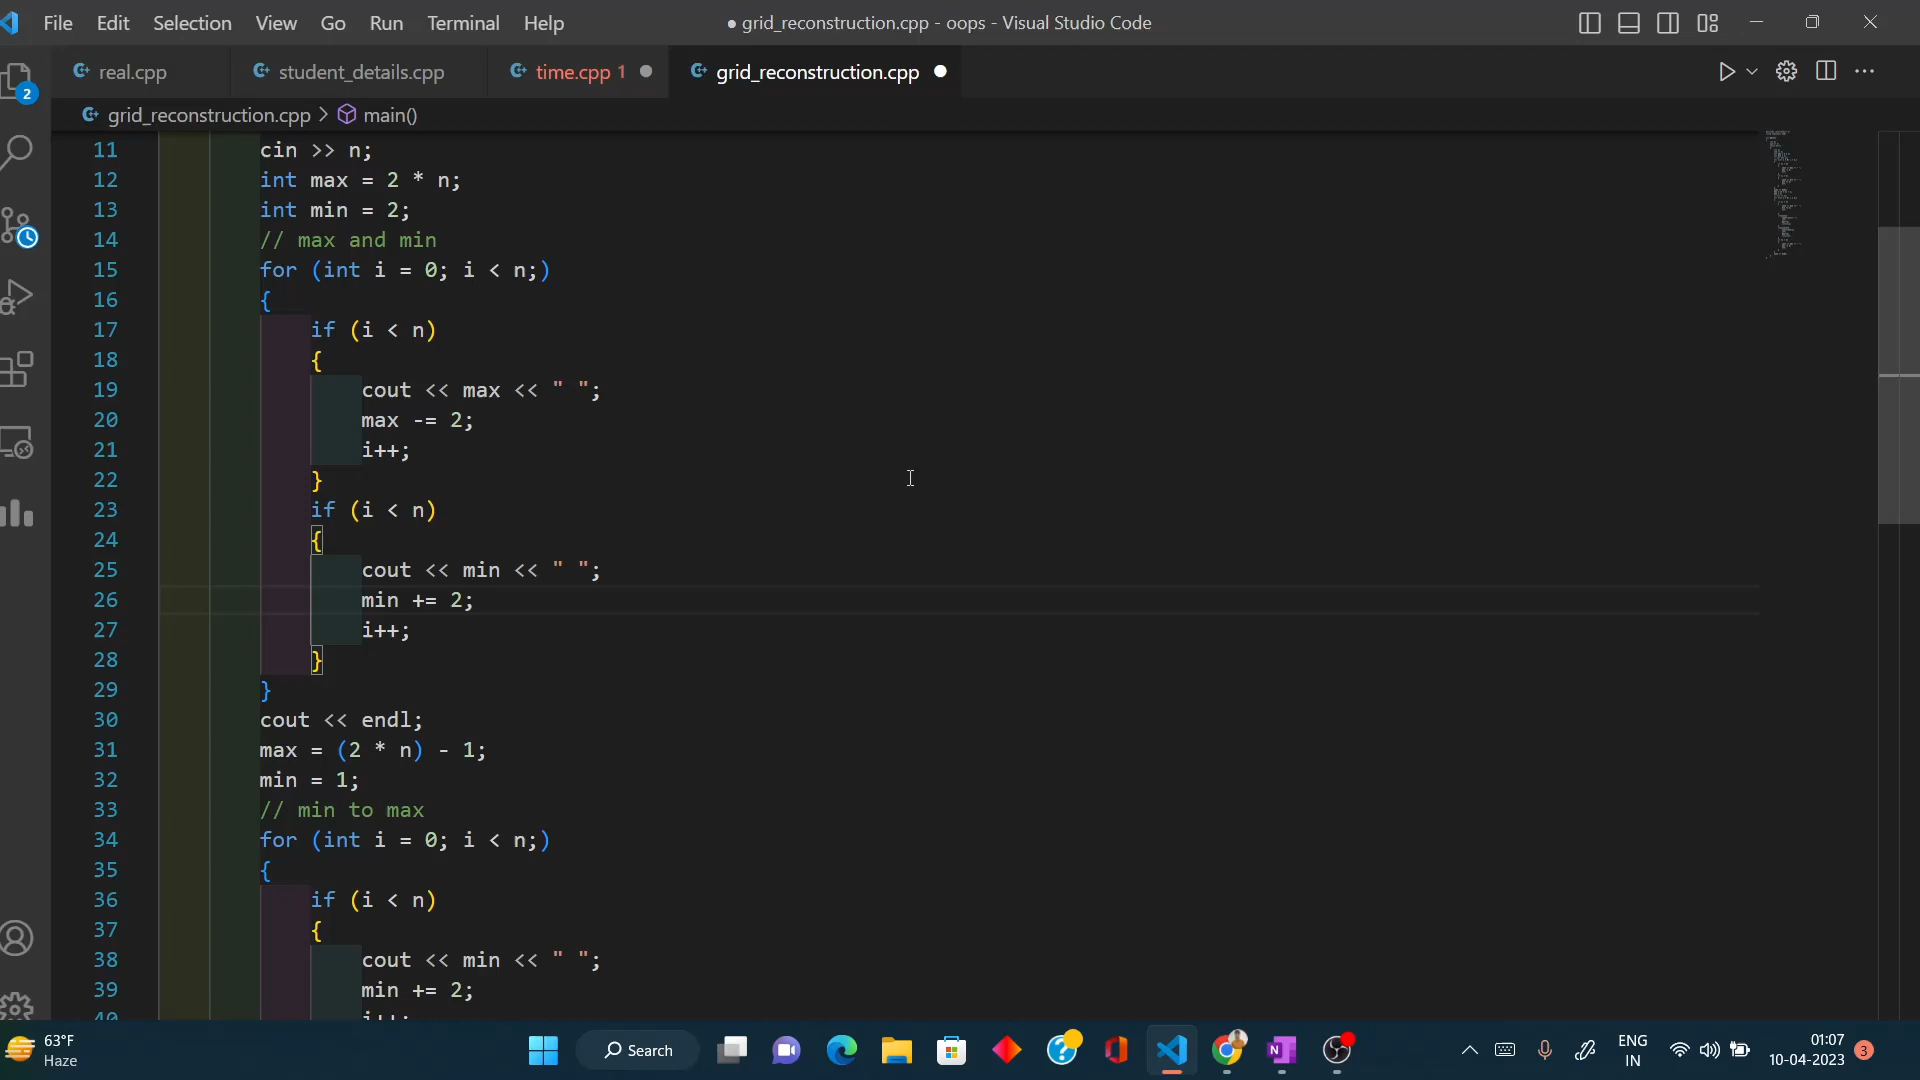 File Edit Selection View Go Run Terminal Help
● grid_reconstruction.cpp - oops - Visual Studio Code
real.cpp
student_details.cpp
time.cpp 1
grid_reconstruction.cpp
grid_reconstruction.cpp > main()
2
11 cin >> n;
12 int max = 2 * n;
13 int min = 2;
14 // max and min
15 for (int i = 0; i < n;)
16 {
17 if (i < n)
18 {
19 cout << max << " ";
20 max -= 2;
21 i++;
22 }
23 if (i < n)
24 {
25 cout << min << " ";
26 min += 2;
27 i++;
28 }
29 }
30 cout << endl;
31 max = (2 * n) - 1;
32 min = 1;
33 // min to max
34 for (int i = 0; i < n;)
35 {
36 if (i < n)
37 {
38 cout << min << " ";
39 min += 2;
40 i++;
63°F
Haze
Search
ENG
IN
01:07
10-04-2023
3